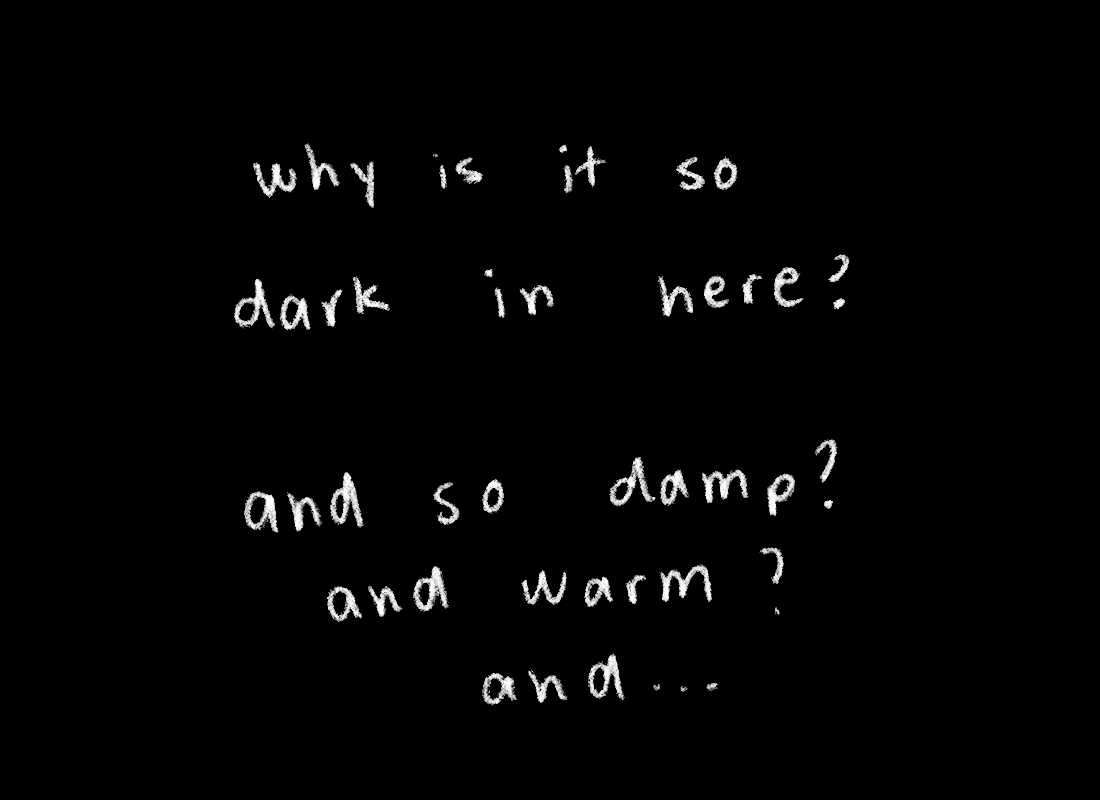 why is it so
dark in here?
and so damp?
and warm?
and...